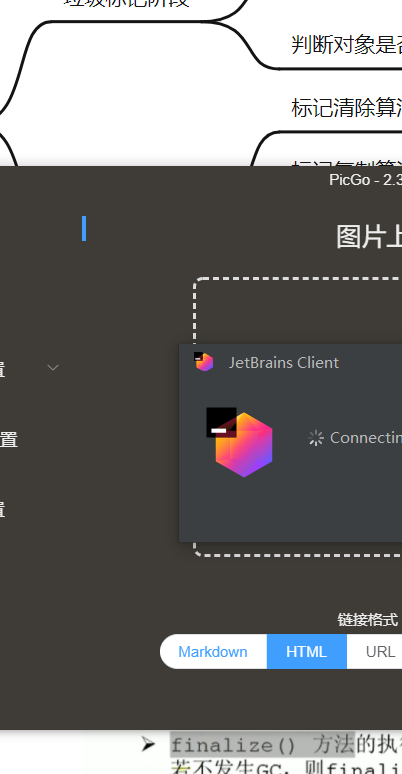 垃圾标记阶段
判断对象是否
标记清除算法
标记复制算法
PicGo - 2.3
图片上
JetBrains Client
置
Connectin
置
置
链接格式
Markdown HTML URL
➢ finalize() 方法的执行
若不发生GC，则finali